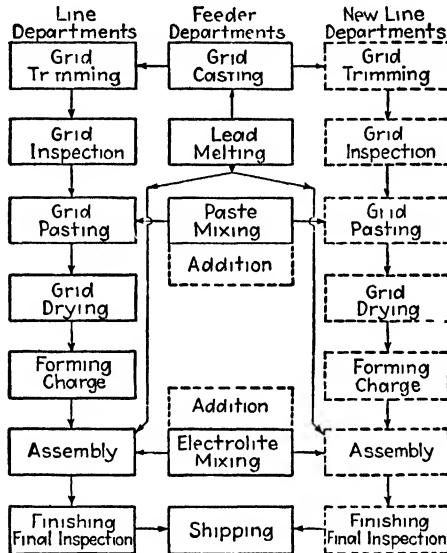 Line
Departments
Feeder
Departments
New Line
Departments
Grid
Trimming
Grid
Casting
Grid
Trimming
Grid
Inspection
Lead
Melting
Grid
Inspection
Grid
Pasting
Paste
Mixing
Addition
Grid
Pasting
Grid
Drying
Grid
Drying
Forming
Charge
Forming
Charge
Addition
Assembly
Electrolite
Mixing
Assembly
Finishing
Final Inspection
Shipping
Finishing
Final Inspection